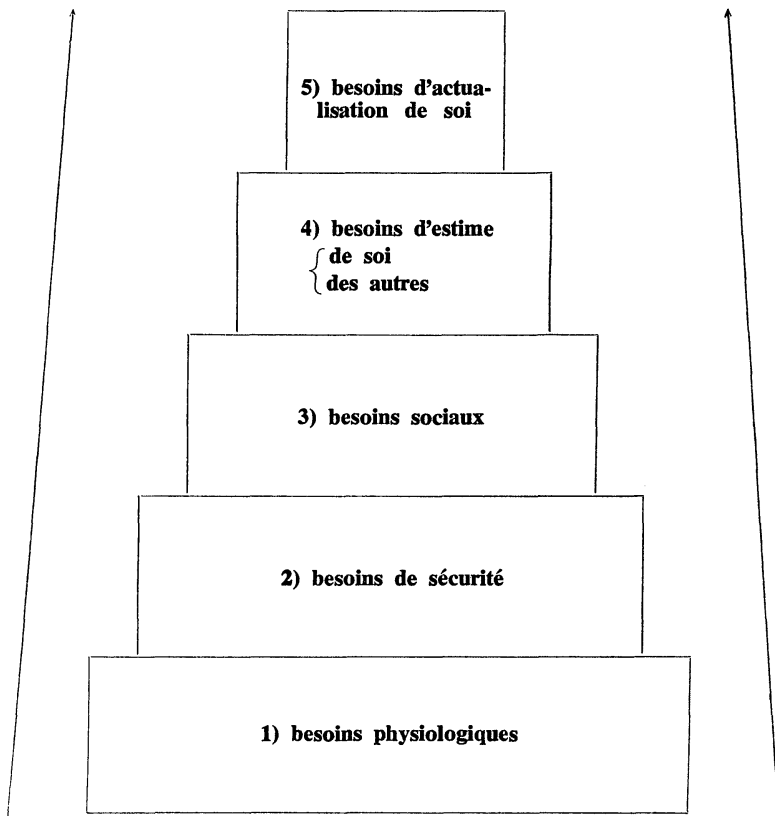 5) besoins d'actua-
lisation de soi
4) besoins d'estime
de soi
des autres
3) besoins sociaux
2) besoins de sécurité
1) besoins physiologiques